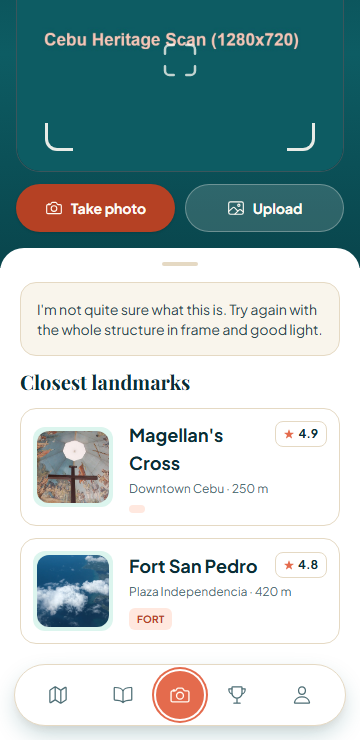 Cebu Heritage Scan (1280x720)
Take photo
Upload
I'm not quite sure what this is. Try again with
the whole structure in frame and good light.
Closest landmarks
Magellan's
Cross
4.9
Downtown Cebu · 250 m
Fort San Pedro
4.8
Plaza Independencia · 420 m
FORT